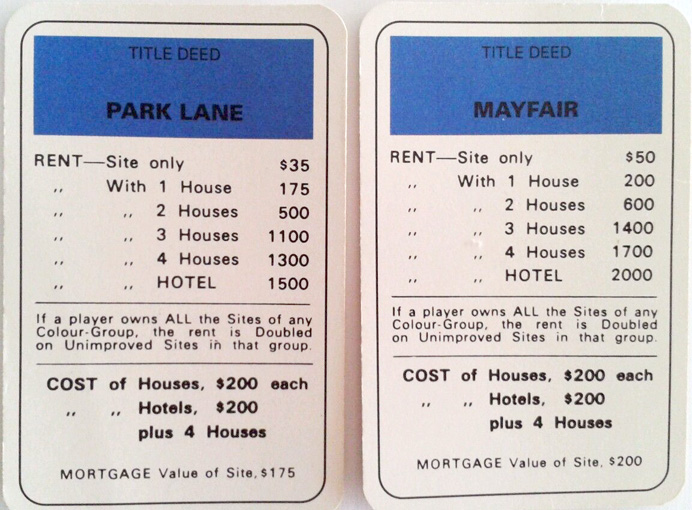 TITLE DEED
PARK LANE
RENT—Site only $35
,, With 1 House 175
,, ,, 2 Houses 500
,, ,, 3 Houses 1100
,, ,, 4 Houses 1300
,, ,, HOTEL 1500
If a player owns ALL the Sites of any
Colour-Group, the rent is Doubled
on Unimproved Sites in that group.
COST of Houses, $200 each
,, ,, Hotels, $200
plus 4 Houses
MORTGAGE Value of Site, $175
TITLE DEED
MAYFAIR
RENT—Site only $50
,, With 1 House 200
,, ,, 2 Houses 600
,, ,, 3 Houses 1400
,, ,, 4 Houses 1700
,, ,, HOTEL 2000
If a player owns ALL the Sites of any
Colour-Group, the rent is Doubled
on Unimproved Sites in that group.
COST of Houses, $200 each
,, ,, Hotels, $200
plus 4 Houses
MORTGAGE Value of Site, $200